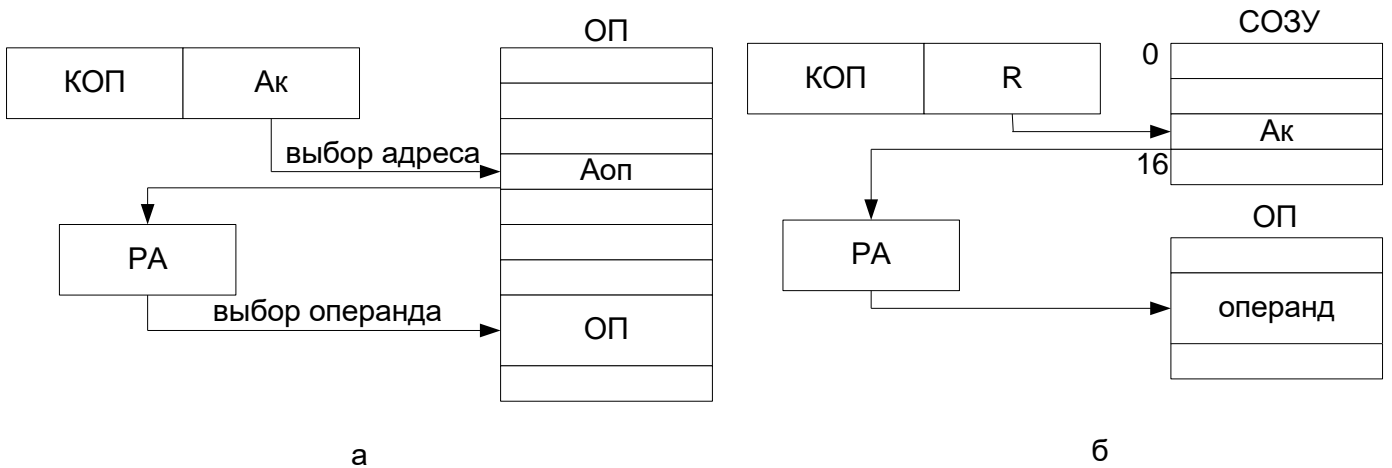 ОП
КОП Ак
выбор адреса
Аоп
РА
выбор операнда
ОП
а
СОЗУ
0
КОП R
Ак
16
ОП
РА
операнд
б